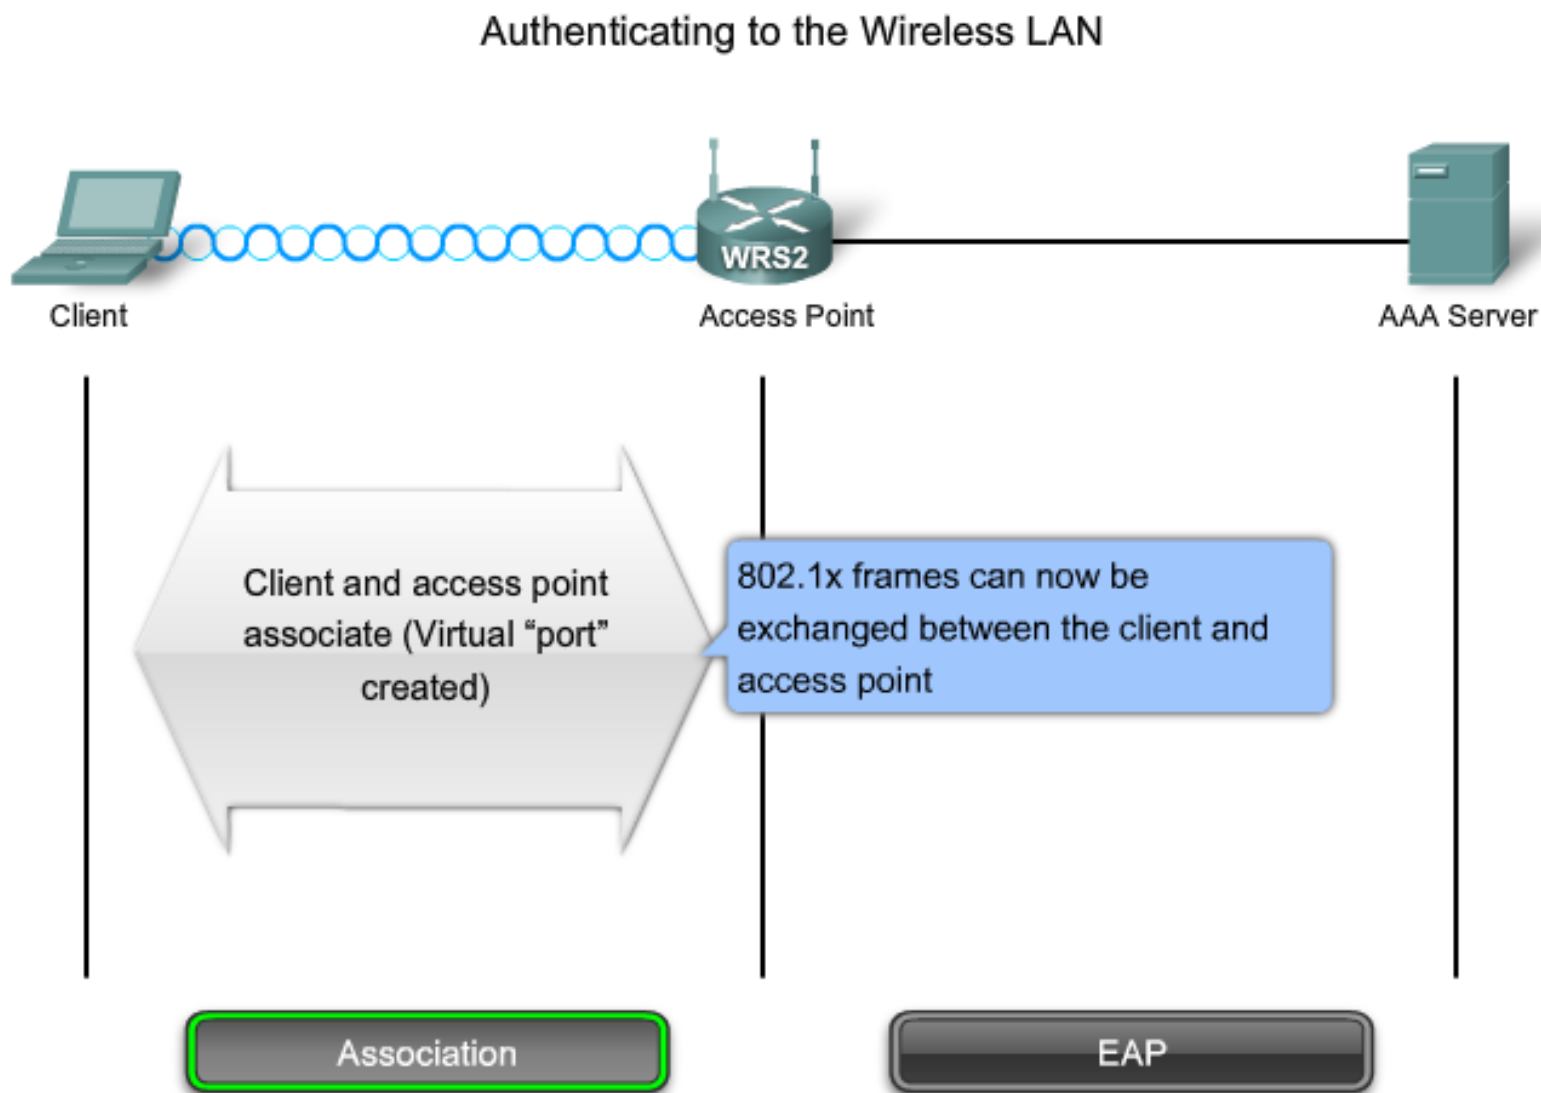 Authenticating to the Wireless LAN
WRS2
Client
Access Point
AAA Server
Client and access point
associate (Virtual “port”
created)
802.1x frames can now be
exchanged between the client and
access point
Association
EAP